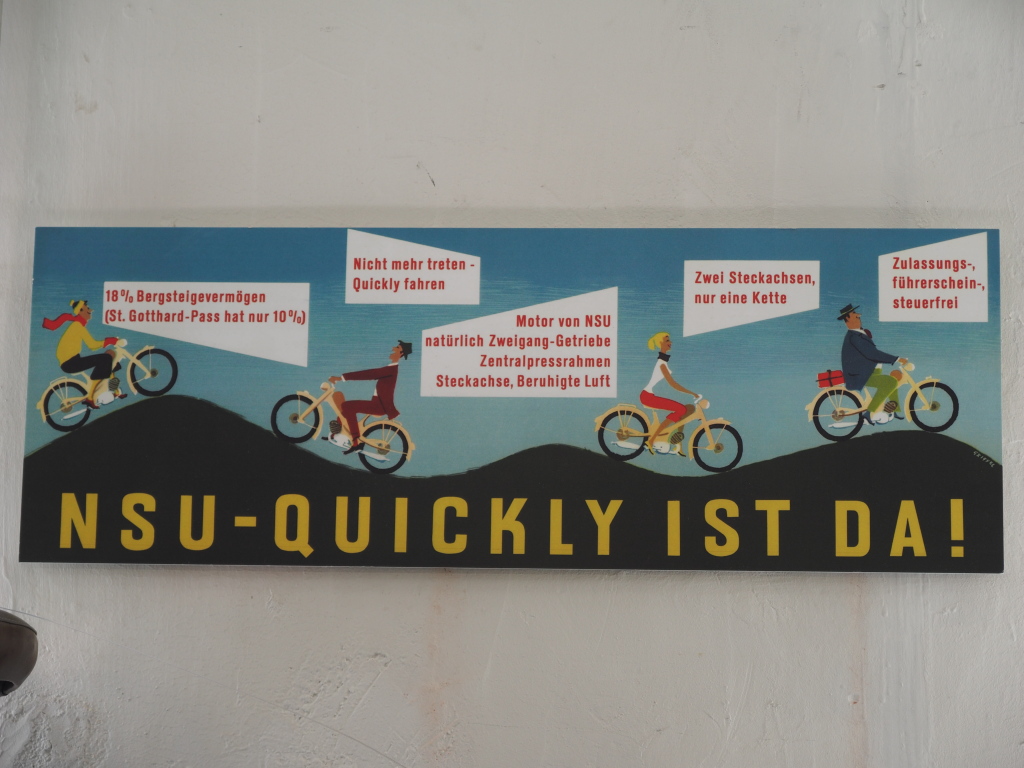 18% Bergsteigevermögen
(St. Gotthard-Pass hat nur 10%)
Nicht mehr treten -
Quickly fahren
Motor von NSU
natürlich Zweigang-Getriebe
Zentralpressrahmen
Steckachse, Beruhigte Luft
Zwei Steckachsen,
nur eine Kette
Zulassungs-,
führerschein-,
steuerfrei
NSU-QUICKLY IST DA!